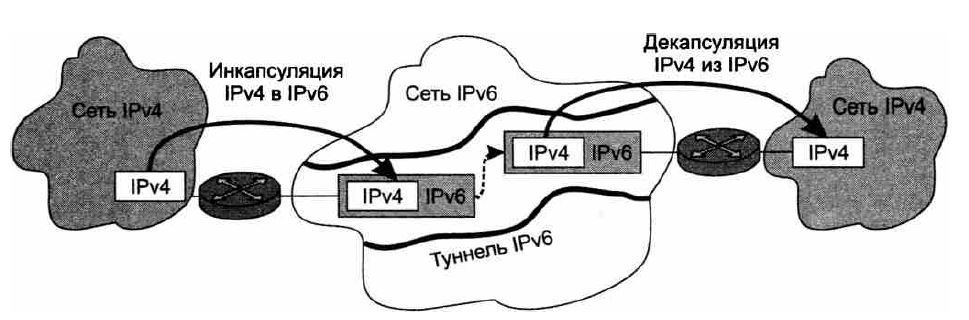 Декапсуляция
IPv4 из IPv6
Инкапсуляция
IPv4 в IPv6
Сеть IPv4
Сеть IPv6
Сеть IPv4
IPv4
IPv4 IPv6
IPv4 IPv6
IPv4
Туннель IPv6